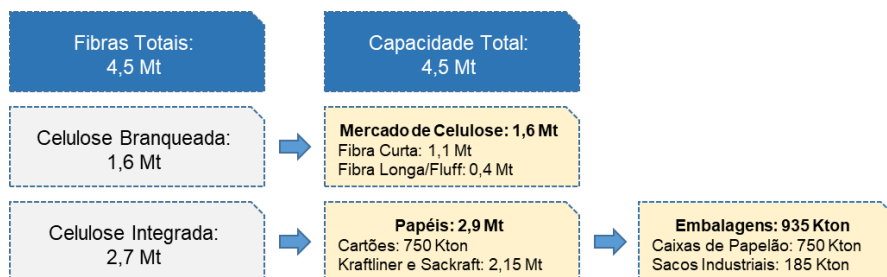 Fibras Totais:
4,5 Mt
Capacidade Total:
4,5 Mt
Celulose Branqueada:
1,6 Mt
Mercado de Celulose: 1,6 Mt
Fibra Curta: 1,1 Mt
Fibra Longa/Fluff: 0,4 Mt
Celulose Integrada:
2,7 Mt
Papéis: 2,9 Mt
Cartões: 750 Kton
Kraftliner e Sackraft: 2,15 Mt
Embalagens: 935 Kton
Caixas de Papelão: 750 Kton
Sacos Industriais: 185 Kton